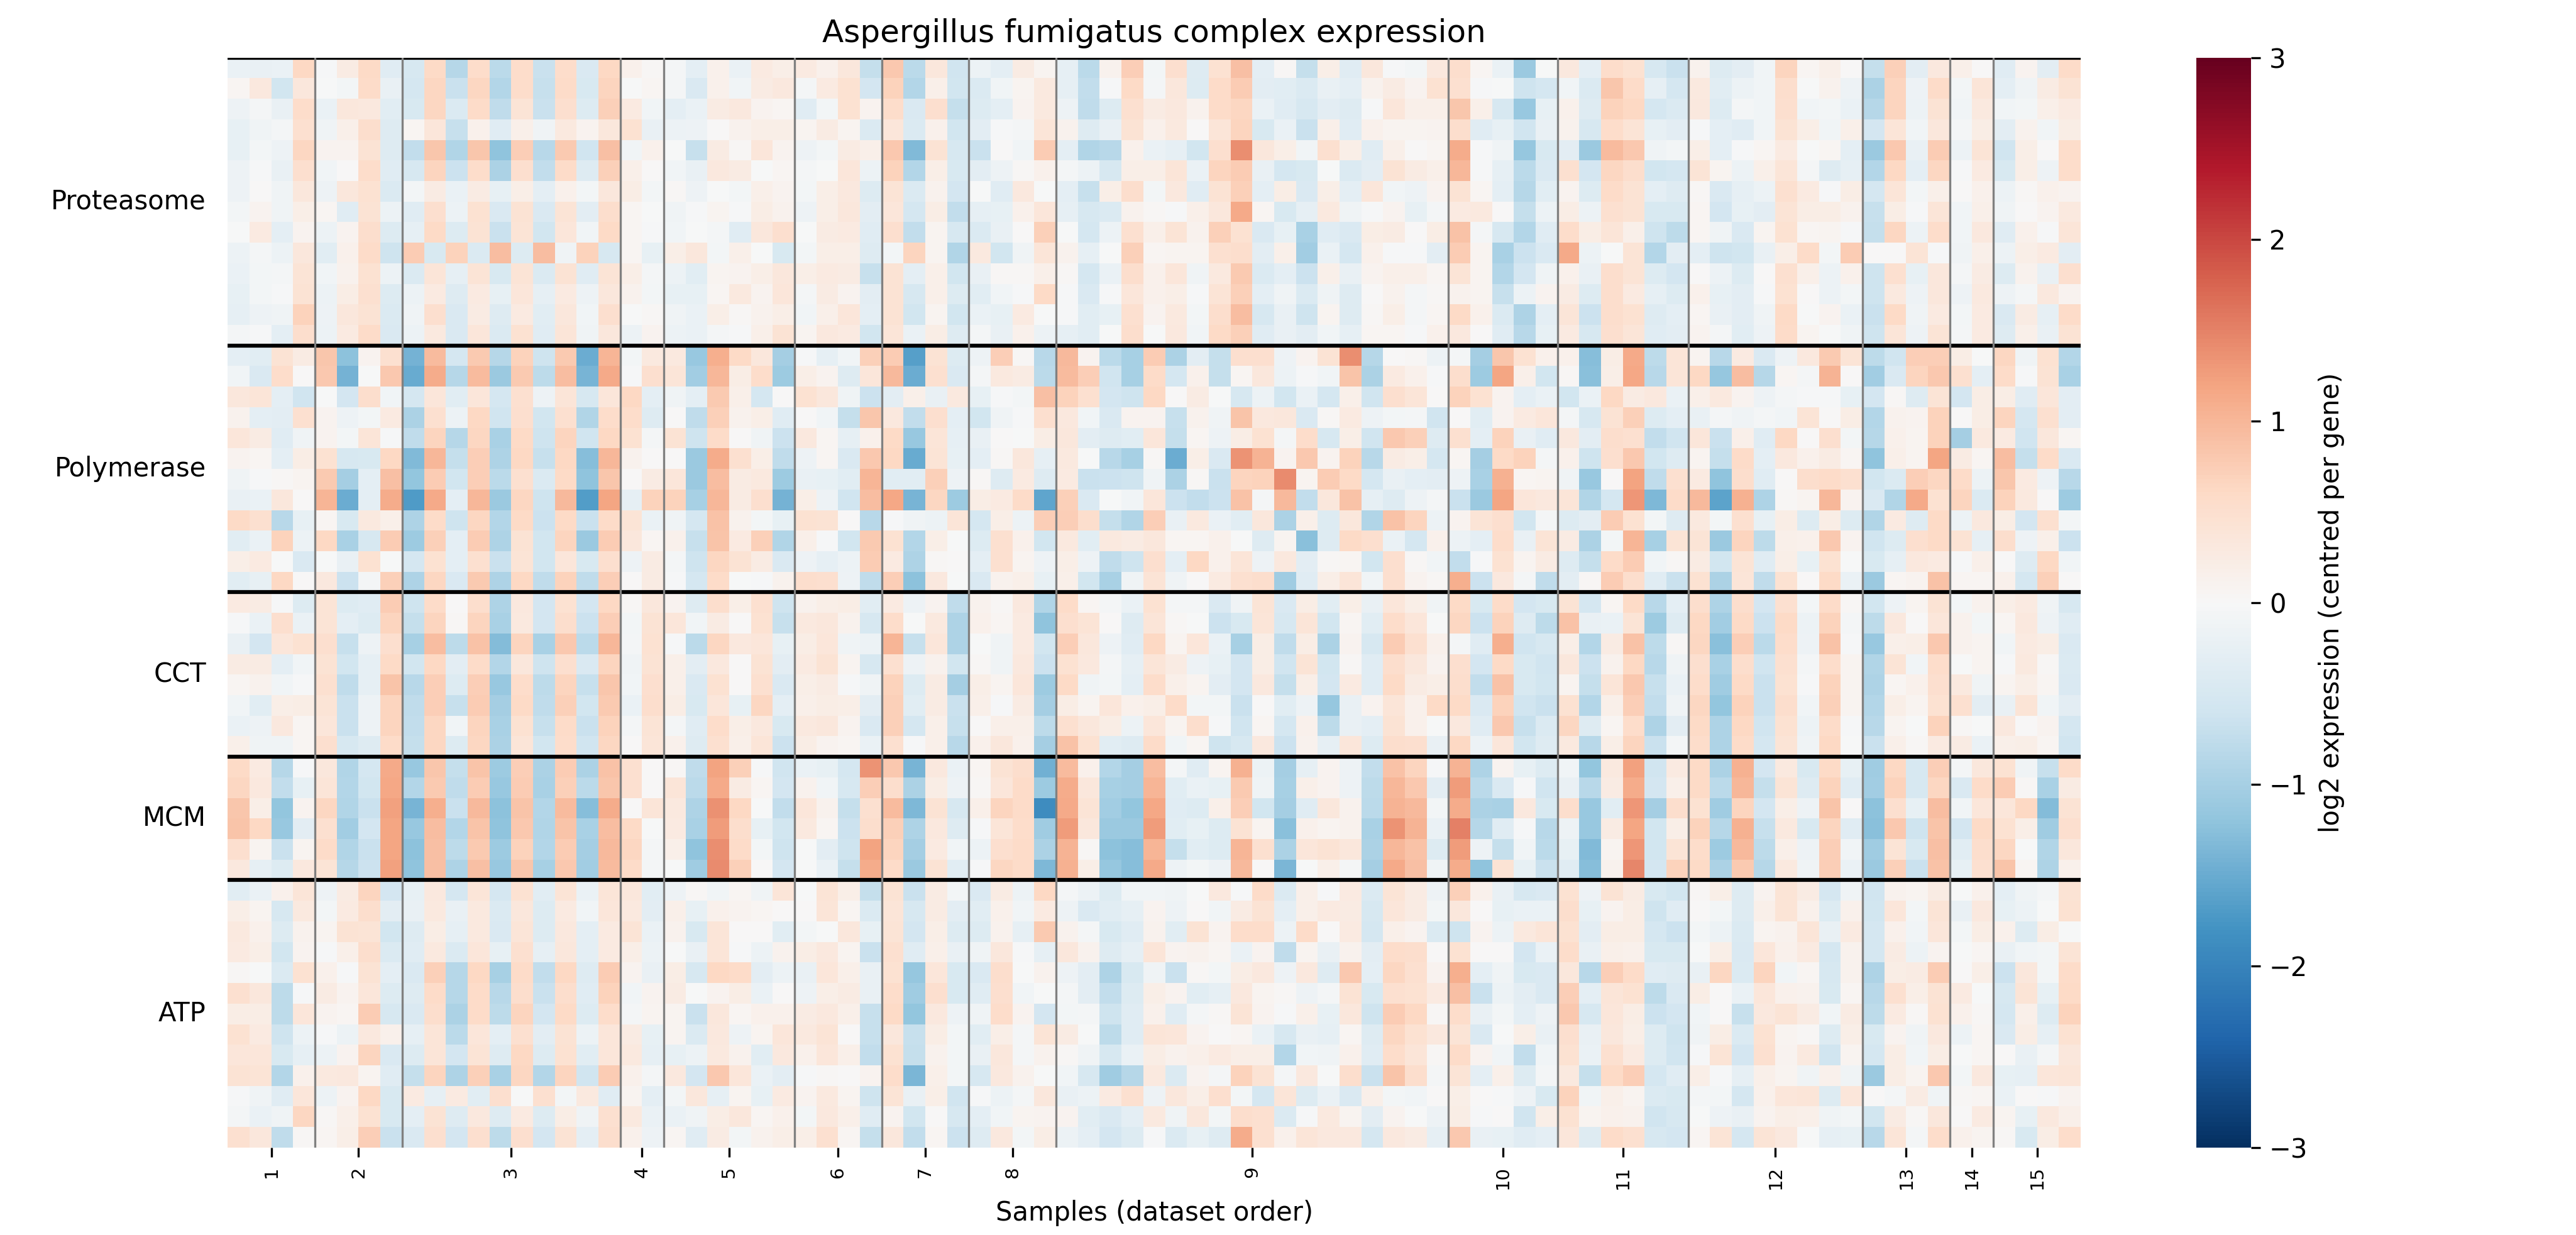 Aspergillus fumigatus complex expression
Proteasome
Polymerase
CCT
MCM
ATP
1 2 3 4 5 6 7 8 9 10 11 12 13 14 15
Samples (dataset order)
3
2
1
0
−1
−2
−3
log2 expression (centred per gene)